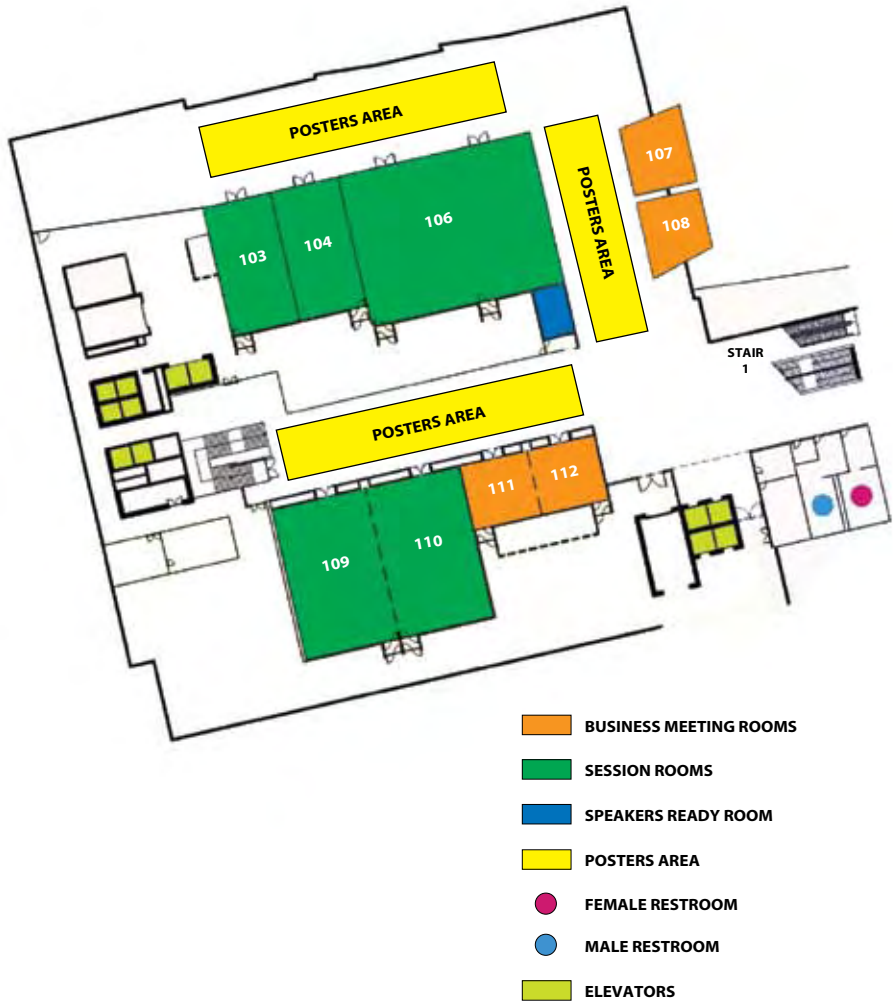 POSTERS AREA
107
POSTERS AREA
108
106
104
103
STAIR
1
POSTERS AREA
111
112
110
109
BUSINESS MEETING ROOMS
SESSION ROOMS
SPEAKERS READY ROOM
POSTERS AREA
FEMALE RESTROOM
MALE RESTROOM
ELEVATORS